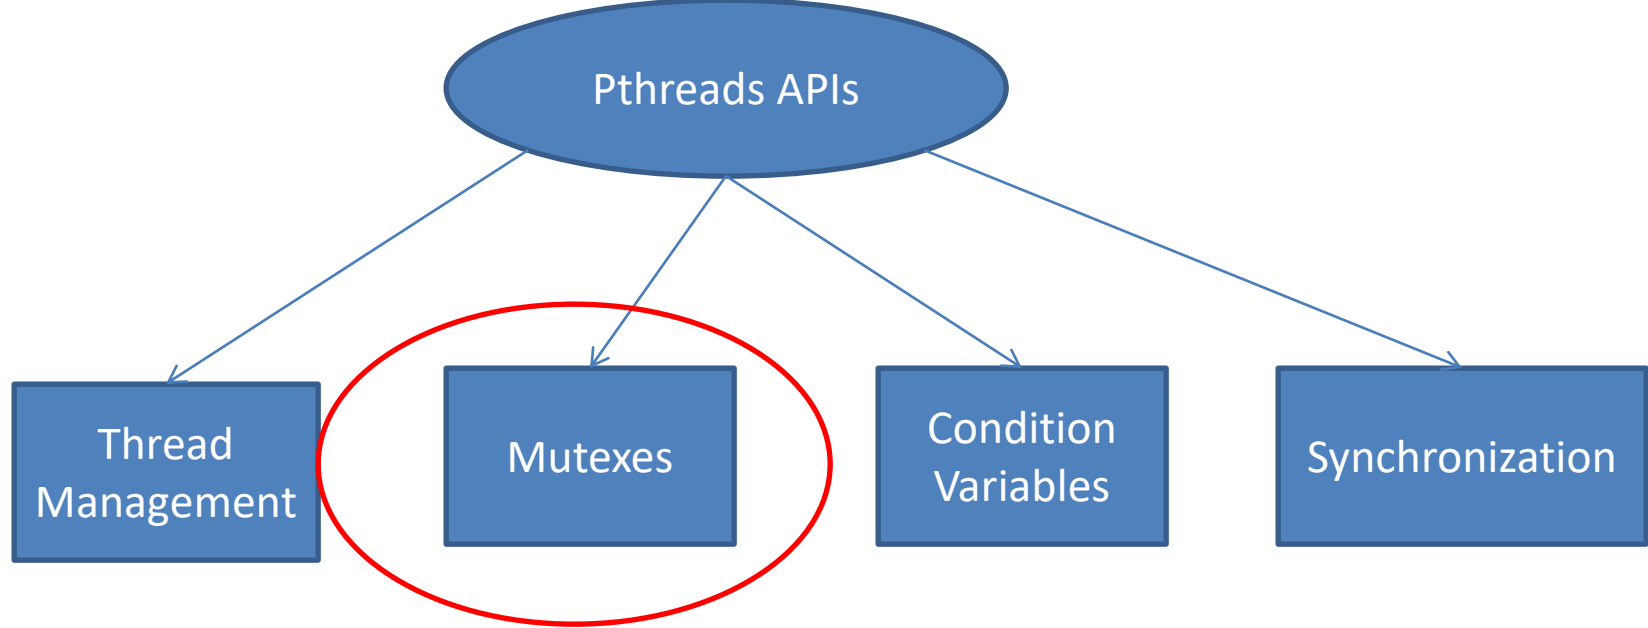 Pthreads APIs
Thread
Management
Mutexes
Condition
Variables
Synchronization